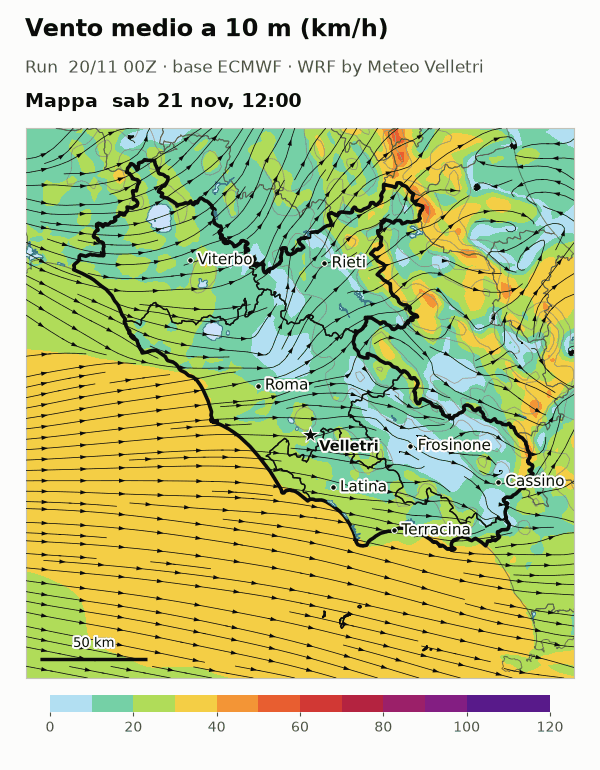 Vento medio a 10 m (km/h)
Run 20/11 00Z · base ECMWF · WRF by Meteo Velletri
Mappa sab 21 nov, 12:00
Viterbo
Rieti
Roma
Velletri
Frosinone
Cassino
Latina
Terracina
50 km
0 20 40 60 80 100 120